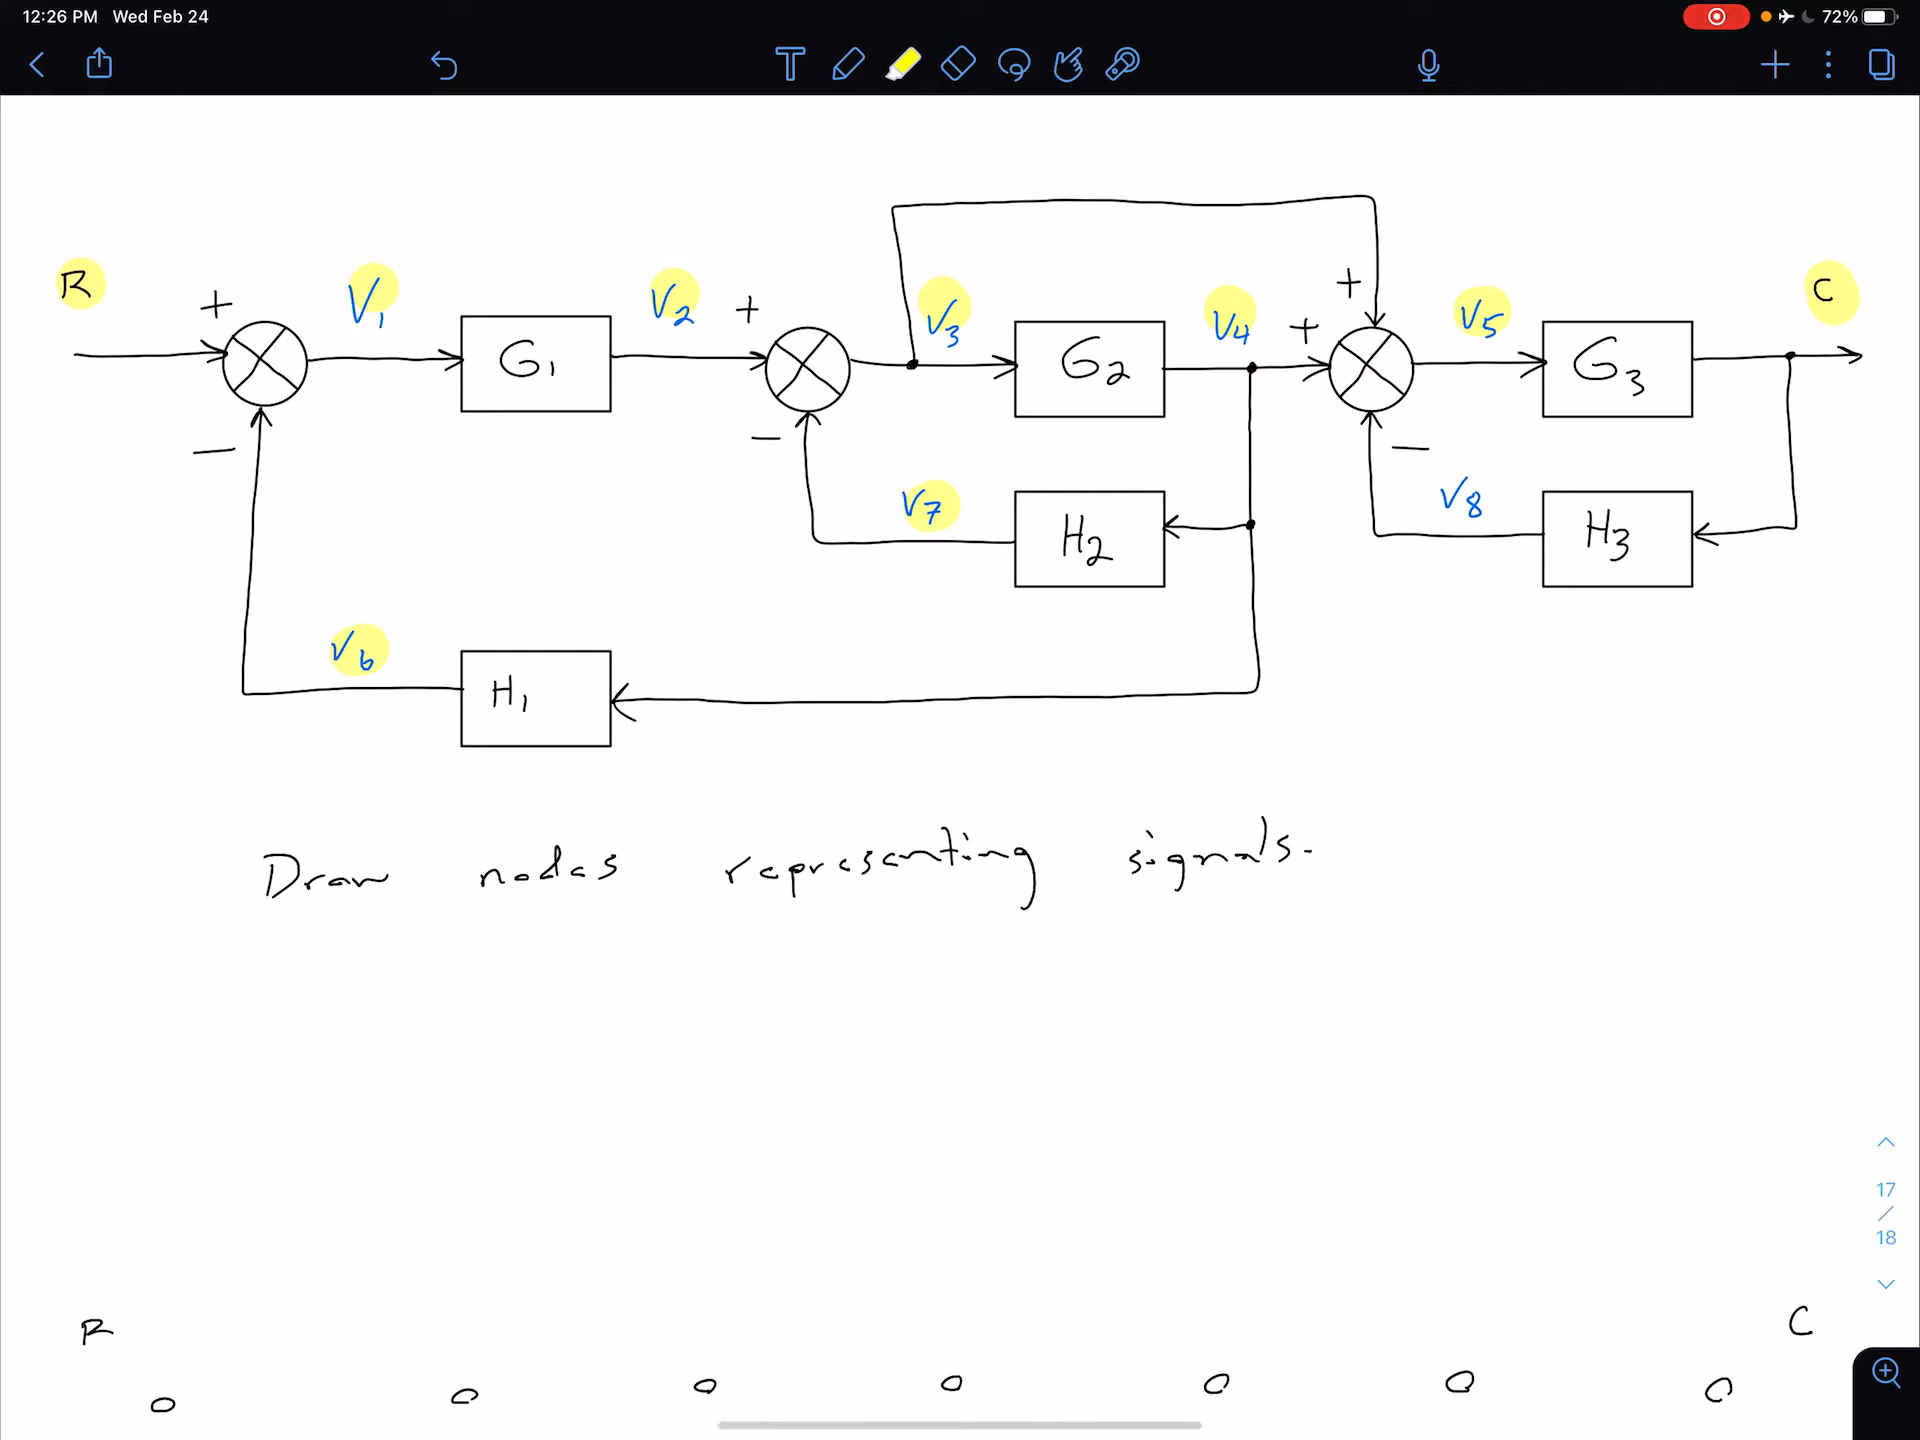 12:26 PM Wed Feb 24
72%
R + V1 G1 V2 + V3 G2 V4 + + V5 G3 C
− − −
V7 H2 V8 H3
V6 H1
Draw nodes representing signals.
17
/
18
R C